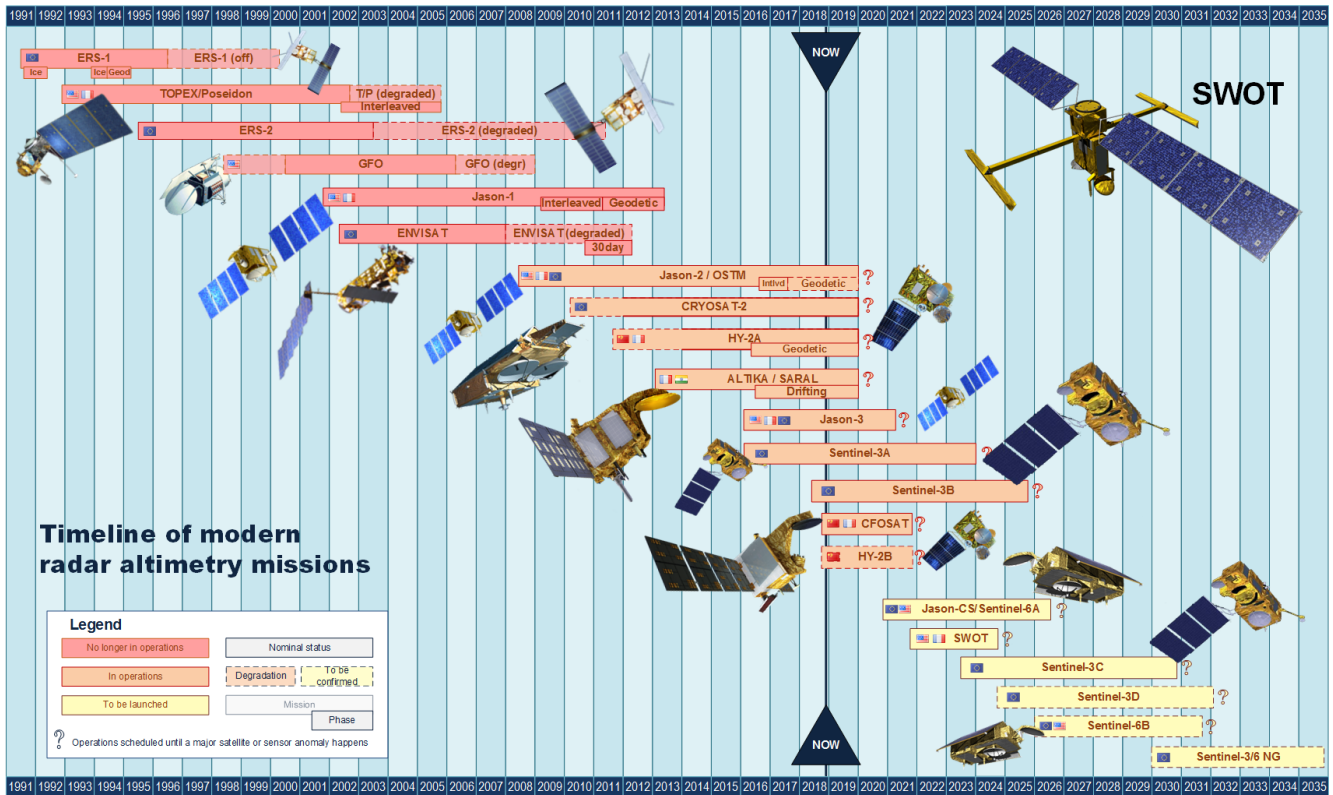 1991 1992 1993 1994 1995 1996 1997 1998 1999 2000 2001 2002 2003 2004 2005 2006 2007 2008 2009 2010 2011 2012 2013 2014 2015 2016 2017 2018 2019 2020 2021 2022 2023 2024 2025 2026 2027 2028 2029 2030 2031 2032 2033 2034 2035
NOW
ERS-1 ERS-1 (off)
Ice Ice Geod
TOPEX/Poseidon T/P (degraded)
Interleaved
SWOT
ERS-2 ERS-2 (degraded)
GFO GFO (degr)
Jason-1
Interleaved Geodetic
ENVISAT ENVISAT(degraded)
30day
Jason-2 / OSTM ?
Intlvd Geodetic
CRYOSAT-2 ?
HY-2A ?
Geodetic
ALTIKA / SARAL ?
Drifting
Jason-3 ?
Sentinel-3A ?
Sentinel-3B ?
CFOSAT ?
HY-2B ?
Timeline of modern
radar altimetry missions
Jason-CS/Sentinel-6A ?
SWOT ?
Sentinel-3C ?
Sentinel-3D ?
Sentinel-6B ?
Sentinel-3/6 NG
Legend
No longer in operations
In operations
To be launched
Nominal status
Degradation
To be
confirmed
Mission
Phase
? Operations scheduled until a major satellite or sensor anomaly happens
NOW
1991 1992 1993 1994 1995 1996 1997 1998 1999 2000 2001 2002 2003 2004 2005 2006 2007 2008 2009 2010 2011 2012 2013 2014 2015 2016 2017 2018 2019 2020 2021 2022 2023 2024 2025 2026 2027 2028 2029 2030 2031 2032 2033 2034 2035